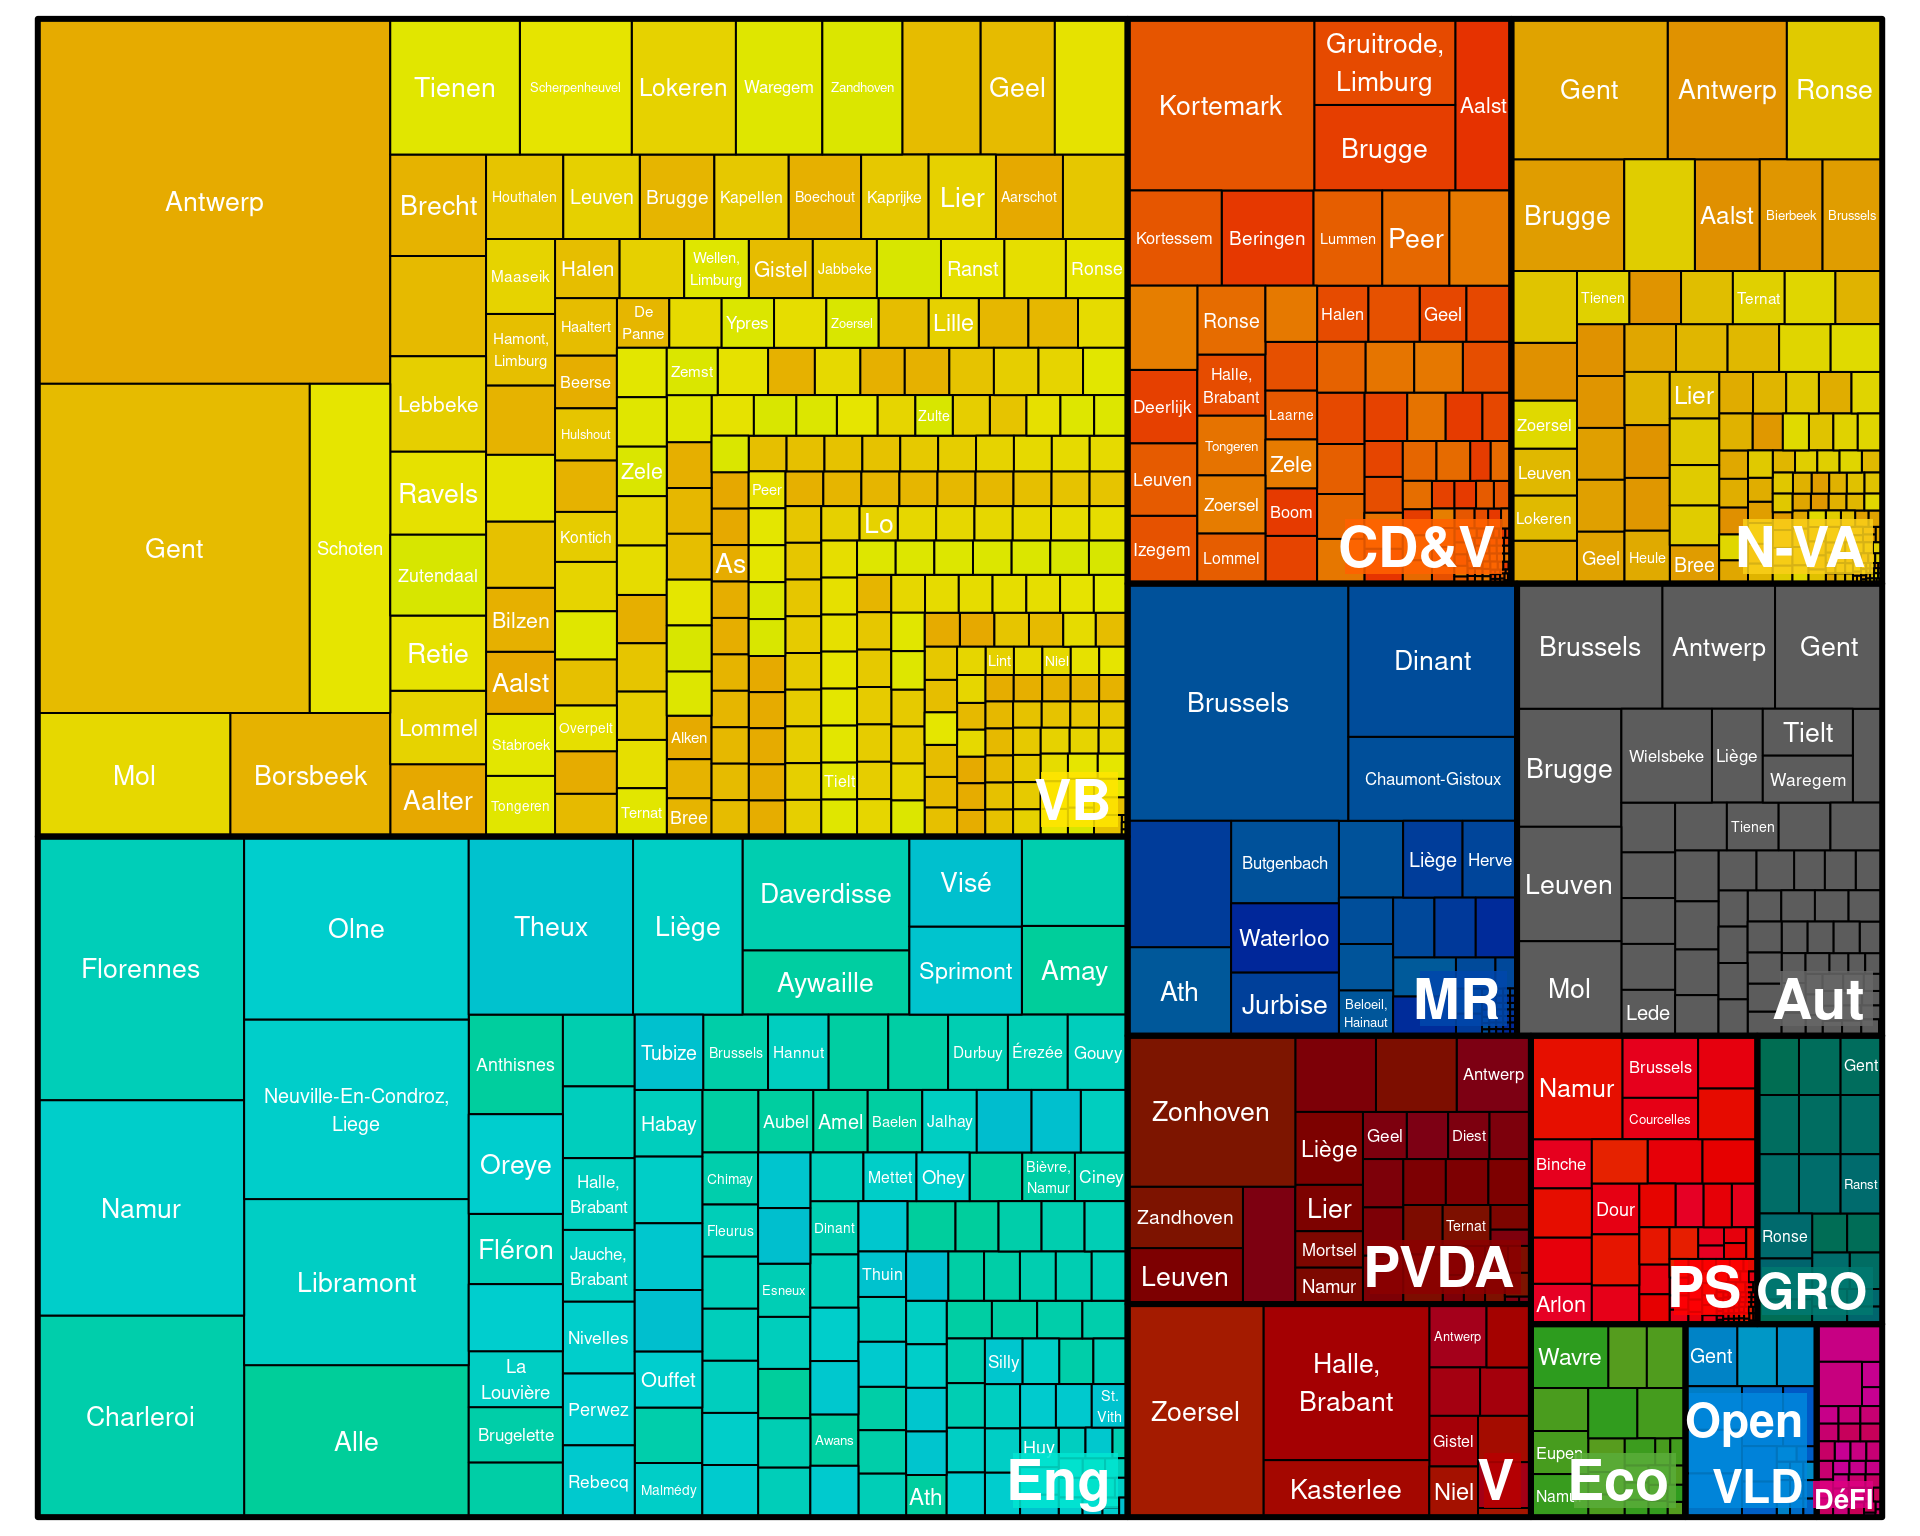 Antwerp
Tienen
Scherpenheuvel
Lokeren
Waregem
Zandhoven
Geel
Brecht
Houthalen
Leuven
Brugge
Kapellen
Boechout
Kaprijke
Lier
Aarschot
Maaseik
Halen
Wellen,
Limburg
Gistel
Jabbeke
Ranst
Ronse
Hamont,
Limburg
Haaltert
De
Panne
Ypres
Zoersel
Lille
Beerse
Zemst
Lebbeke
Hulshout
Zulte
Gent
Schoten
Ravels
Zele
Peer
Kontich
Lo
As
Zutendaal
Bilzen
Retie
Aalst
Lint
Niel
Lommel
Stabroek
Overpelt
Alken
Mol
Borsbeek
Aalter
Tongeren
Ternat
Bree
Tielt
VB
Kortemark
Gruitrode,
Limburg
Brugge
Aalst
Kortessem
Beringen
Lummen
Peer
Ronse
Halen
Geel
Deerlijk
Halle,
Brabant
Laarne
Tongeren
Zele
Leuven
Zoersel
Boom
Izegem
Lommel
CD&V
Gent
Antwerp
Ronse
Brugge
Aalst
Bierbeek
Brussels
Tienen
Ternat
Lier
Zoersel
Leuven
Lokeren
Geel
Heule
Bree
N-VA
Florennes
Olne
Theux
Liège
Daverdisse
Aywaille
Visé
Sprimont
Amay
Namur
Neuville-En-Condroz,
Liege
Anthisnes
Tubize
Brussels
Hannut
Durbuy
Érezée
Gouvy
Habay
Aubel
Amel
Baelen
Jalhay
Oreye
Halle,
Brabant
Chimay
Mettet
Ohey
Bièvre,
Namur
Ciney
Libramont
Fléron
Jauche,
Brabant
Fleurus
Dinant
Esneux
Thuin
Nivelles
Silly
Charleroi
Alle
La
Louvière
Ouffet
Perwez
St.
Vith
Brugelette
Awans
Huy
Rebecq
Malmédy
Ath
Eng
Brussels
Dinant
Chaumont-Gistoux
Butgenbach
Liège
Herve
Waterloo
Ath
Jurbise
Beloeil,
Hainaut
MR
Brussels
Antwerp
Gent
Brugge
Wielsbeke
Liège
Tielt
Waregem
Tienen
Leuven
Mol
Lede
Aut
Zonhoven
Antwerp
Liège
Geel
Diest
Zandhoven
Lier
Ternat
Leuven
Mortsel
Namur
PVDA
Namur
Brussels
Courcelles
Binche
Dour
Arlon
PS
Gent
Ranst
Ronse
GRO
Zoersel
Halle,
Brabant
Antwerp
Kasterlee
Gistel
Niel
V
Wavre
Eupen
Eco
Gent
Open
VLD
DéFI